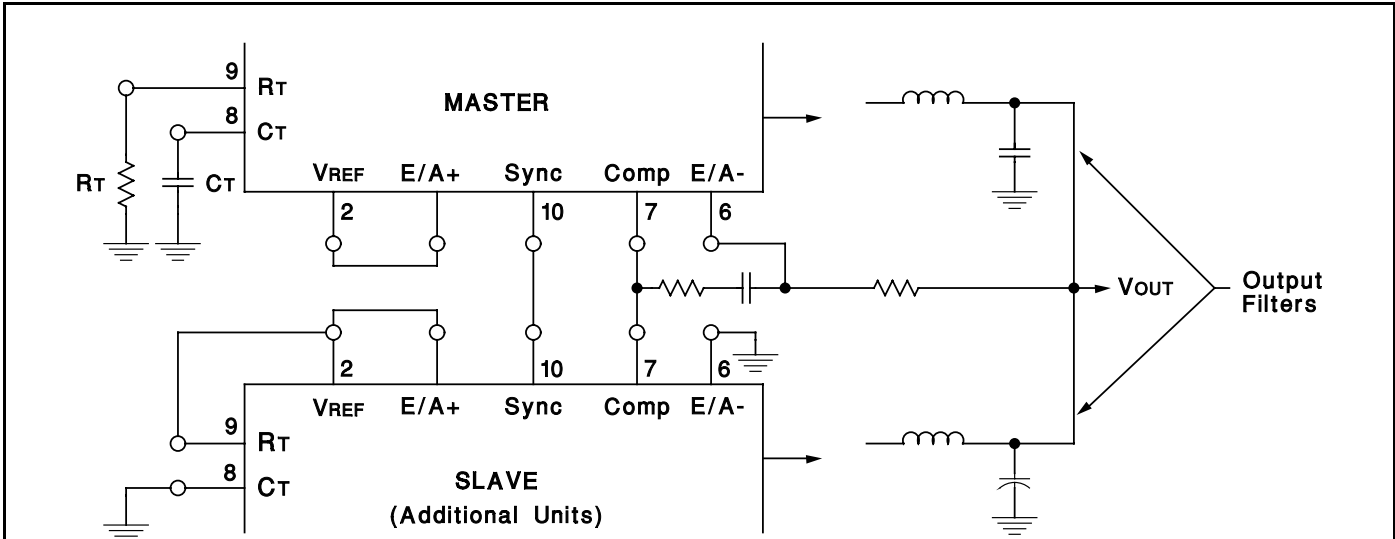 9
RT
8
CT
MASTER
VREF E/A+ Sync Comp E/A-
RT
CT
2 10 7 6
VOUT
Output
Filters
2 10 7 6
VREF E/A+ Sync Comp E/A-
9
RT
8
CT
SLAVE
(Additional Units)